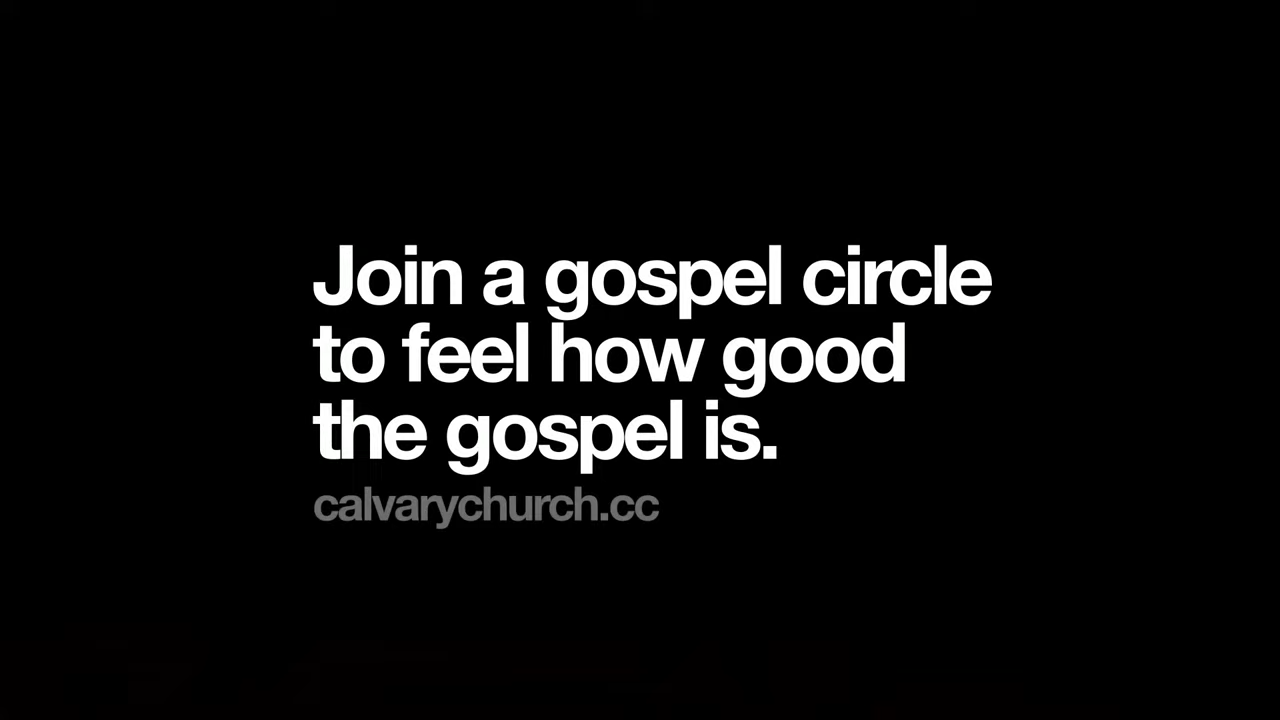 Join a gospel circle
to feel how good
the gospel is.
calvarychurch.cc